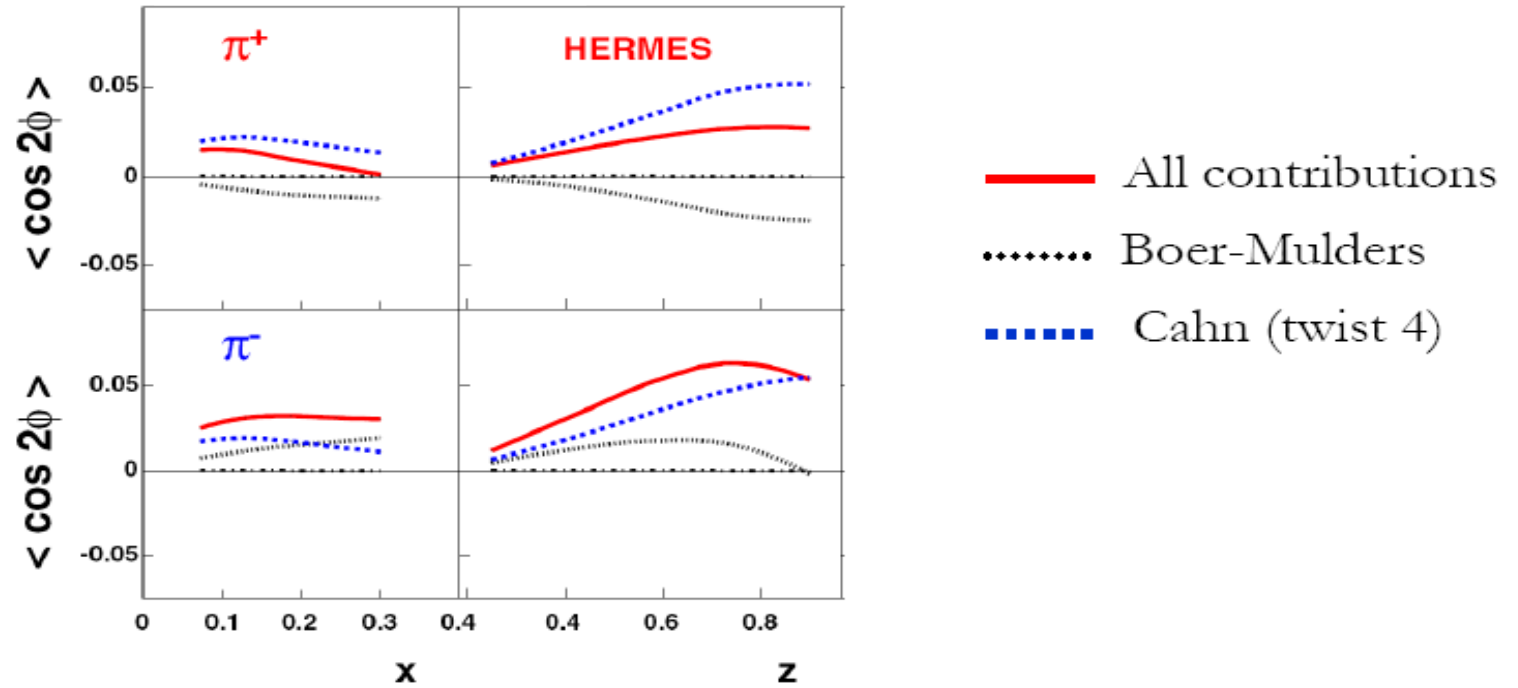 π+
HERMES
< cos 2ϕ >
0.05
0
-0.05
π-
< cos 2ϕ >
0.05
0
-0.05
0 0.1 0.2 0.3 0.4 0.4 0.6 0.8
x z
All contributions
Boer-Mulders
Cahn (twist 4)